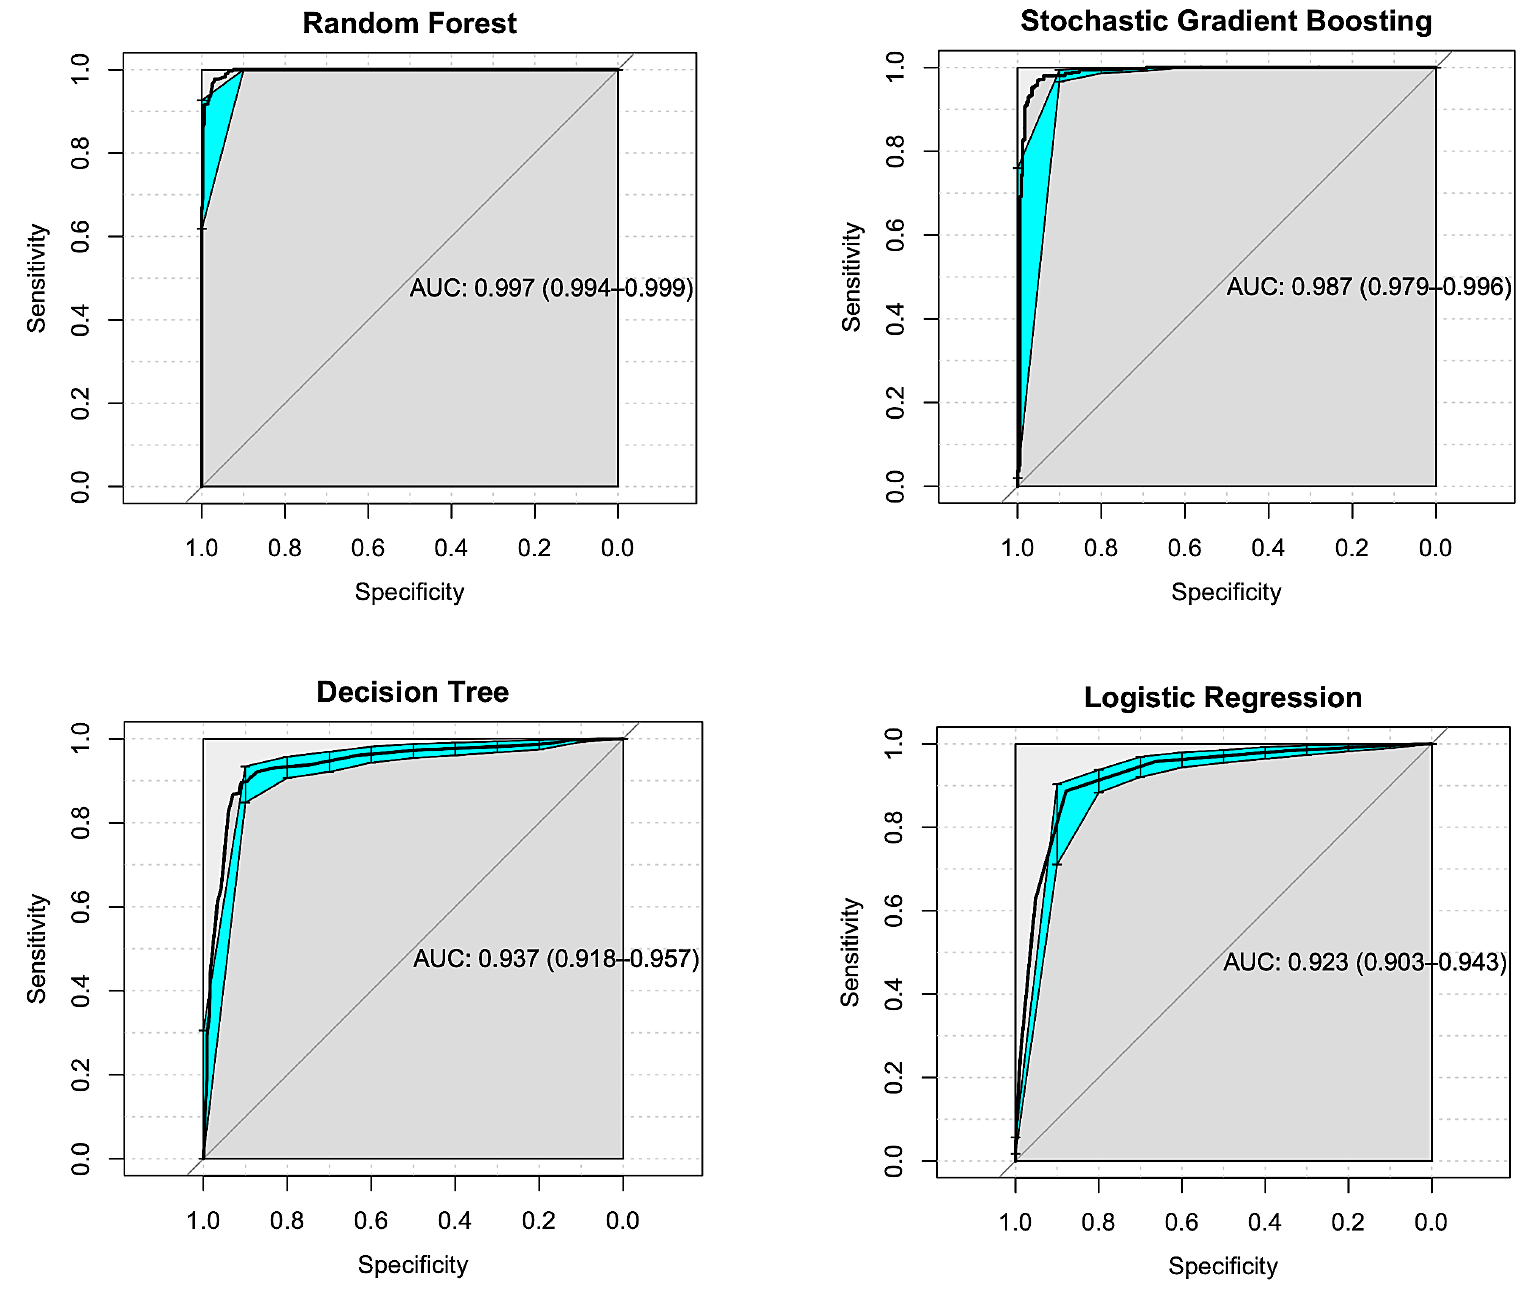 Random Forest
Sensitivity
1.0
0.8
0.6
0.4
0.2
0.0
AUC: 0.997 (0.994–0.999)
1.0 0.8 0.6 0.4 0.2 0.0
Specificity
Stochastic Gradient Boosting
Sensitivity
1.0
0.8
0.6
0.4
0.2
0.0
AUC: 0.987 (0.979–0.996)
1.0 0.8 0.6 0.4 0.2 0.0
Specificity
Decision Tree
Sensitivity
1.0
0.8
0.6
0.4
0.2
0.0
AUC: 0.937 (0.918–0.957)
1.0 0.8 0.6 0.4 0.2 0.0
Specificity
Logistic Regression
Sensitivity
1.0
0.8
0.6
0.4
0.2
0.0
AUC: 0.923 (0.903–0.943)
1.0 0.8 0.6 0.4 0.2 0.0
Specificity